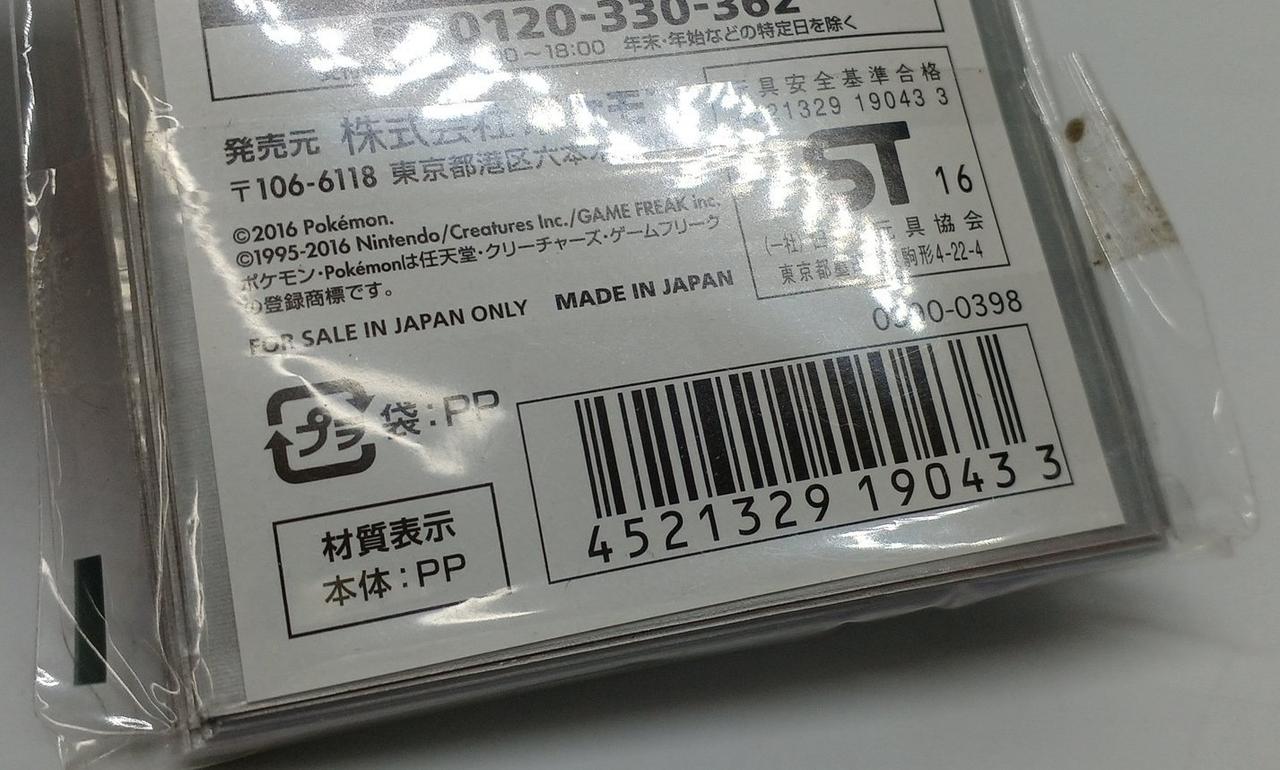 0120-330-362
〜18:00 年末・年始などの特定日を除く
発売元 株式会社
〒106-6118 東京都港区六本
©2016 Pokémon.
©1995-2016 Nintendo/Creatures Inc./GAME FREAK inc.
ポケモン・Pokémonは任天堂・クリーチャーズ・ゲームフリーク
の登録商標です。
FOR SALE IN JAPAN ONLY MADE IN JAPAN
具安全基準合格
21329 19043 3
ST 16
(一社) 玩具協会
東京都 駒形4-22-4
-0398
プラ 袋:PP
材質表示
本体:PP
4521329 19043 3